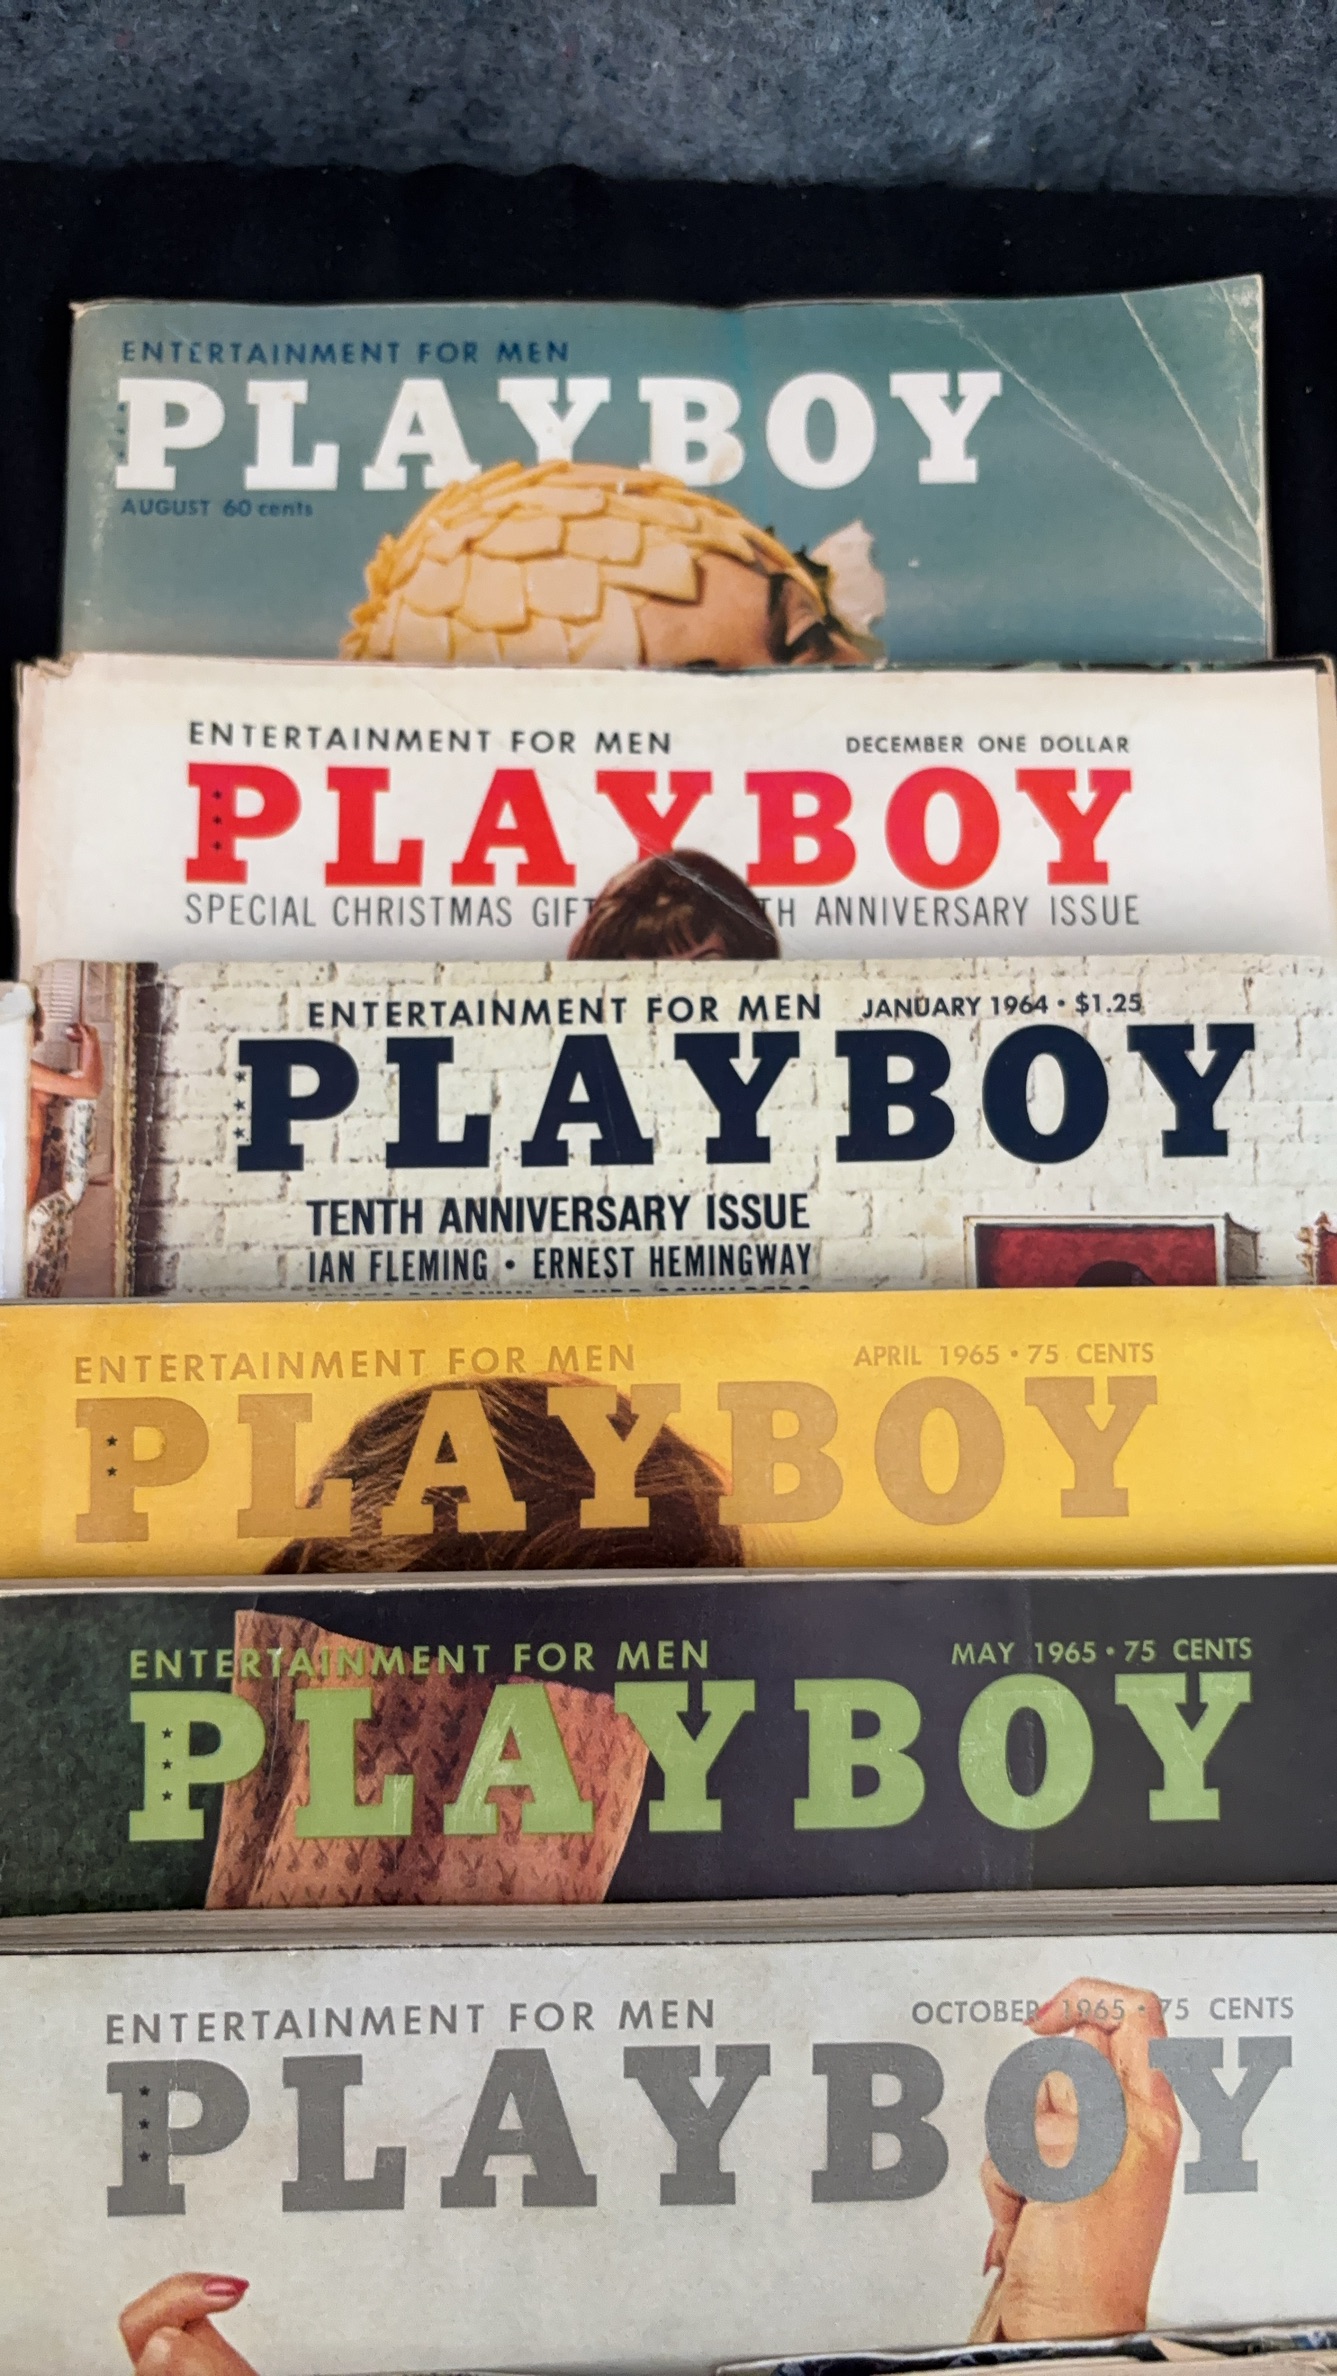 ENTERTAINMENT FOR MEN
PLAYBOY
AUGUST 60 cents
ENTERTAINMENT FOR MEN DECEMBER ONE DOLLAR
PLAYBOY
SPECIAL CHRISTMAS GIFT TH ANNIVERSARY ISSUE
ENTERTAINMENT FOR MEN JANUARY 1964 • $1.25
PLAYBOY
TENTH ANNIVERSARY ISSUE
IAN FLEMING • ERNEST HEMINGWAY
ENTERTAINMENT FOR MEN APRIL 1965 • 75 CENTS
PLAYBOY
ENTERTAINMENT FOR MEN MAY 1965 • 75 CENTS
PLAYBOY
ENTERTAINMENT FOR MEN OCTOBER 1965 • 75 CENTS
PLAYBOY